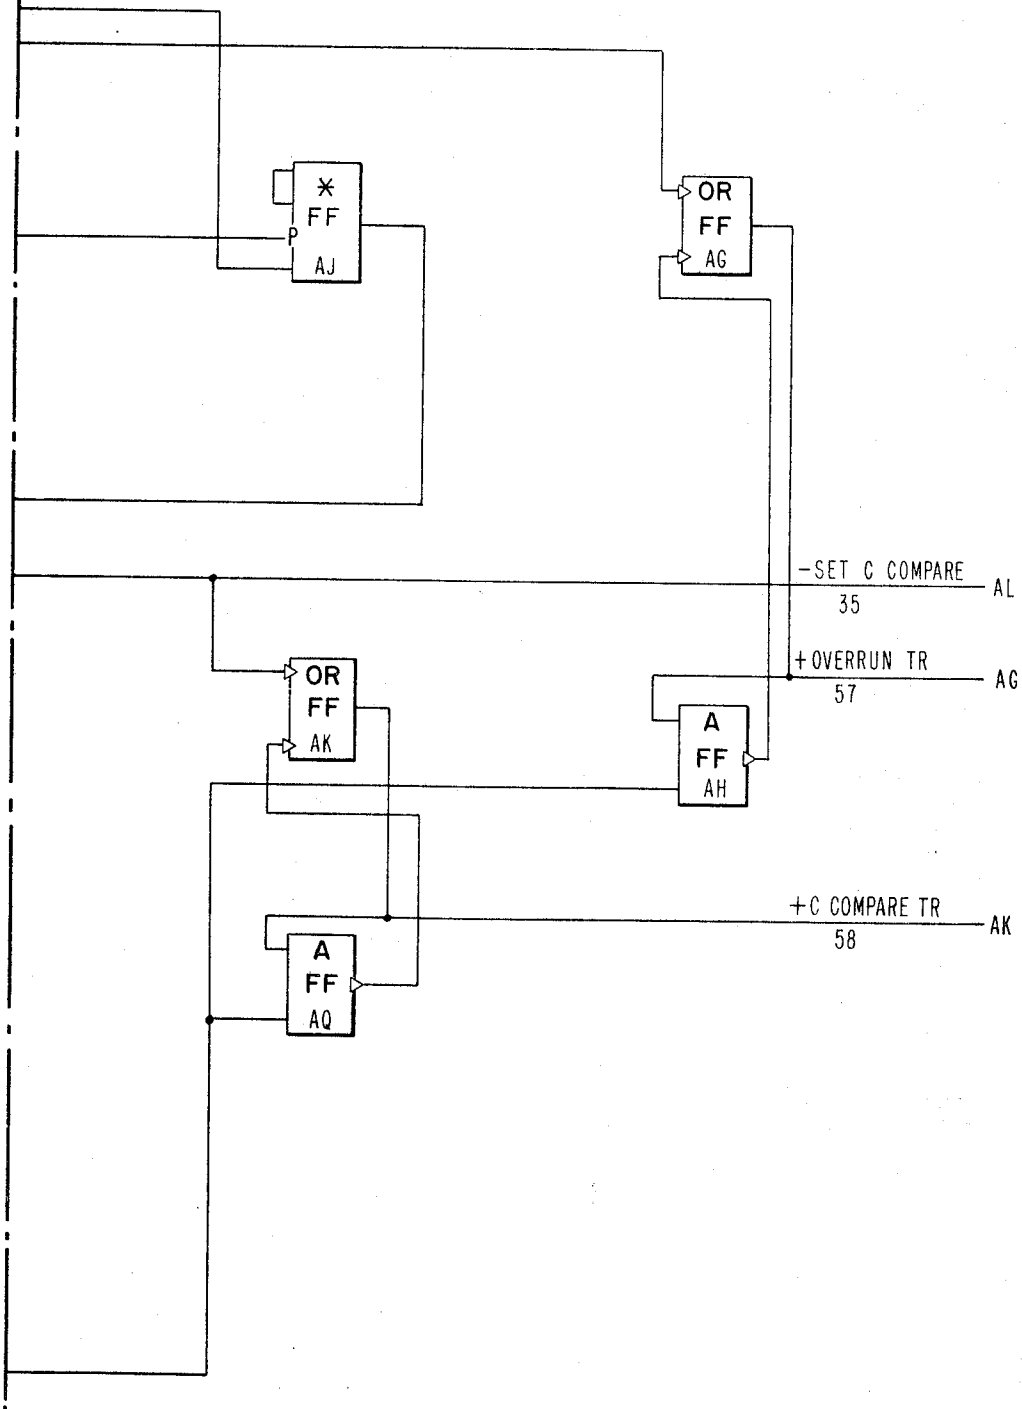 *
FF
P
AJ
OR
FF
AG
-SET C COMPARE
AL
35
+OVERRUN TR
AG
57
OR
FF
AK
A
FF
AH
+C COMPARE TR
AK
58
A
FF
AQ